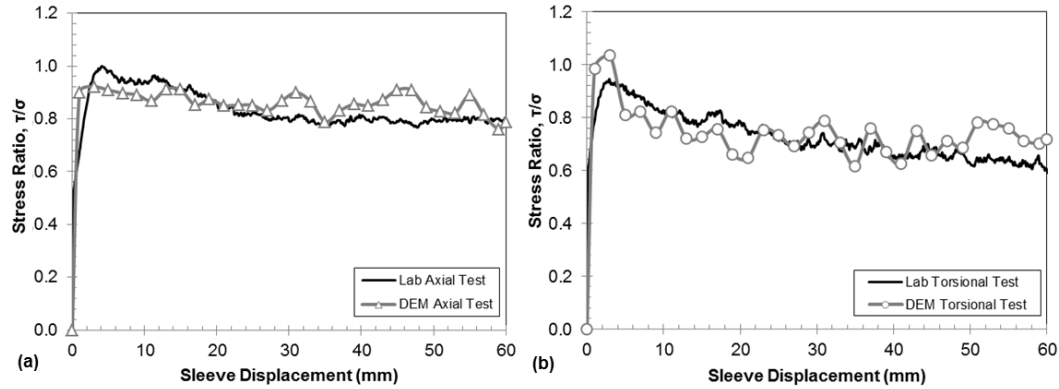 1.2
1.0
0.8
0.6
0.4
0.2
0.0
Stress Ratio, τ/σ
0 10 20 30 40 50 60
Sleeve Displacement (mm)
Lab Axial Test
DEM Axial Test
(a)
1.2
1.0
0.8
0.6
0.4
0.2
0.0
Stress Ratio, τ/σ
0 10 20 30 40 50 60
Sleeve Displacement (mm)
Lab Torsional Test
DEM Torsional Test
(b)